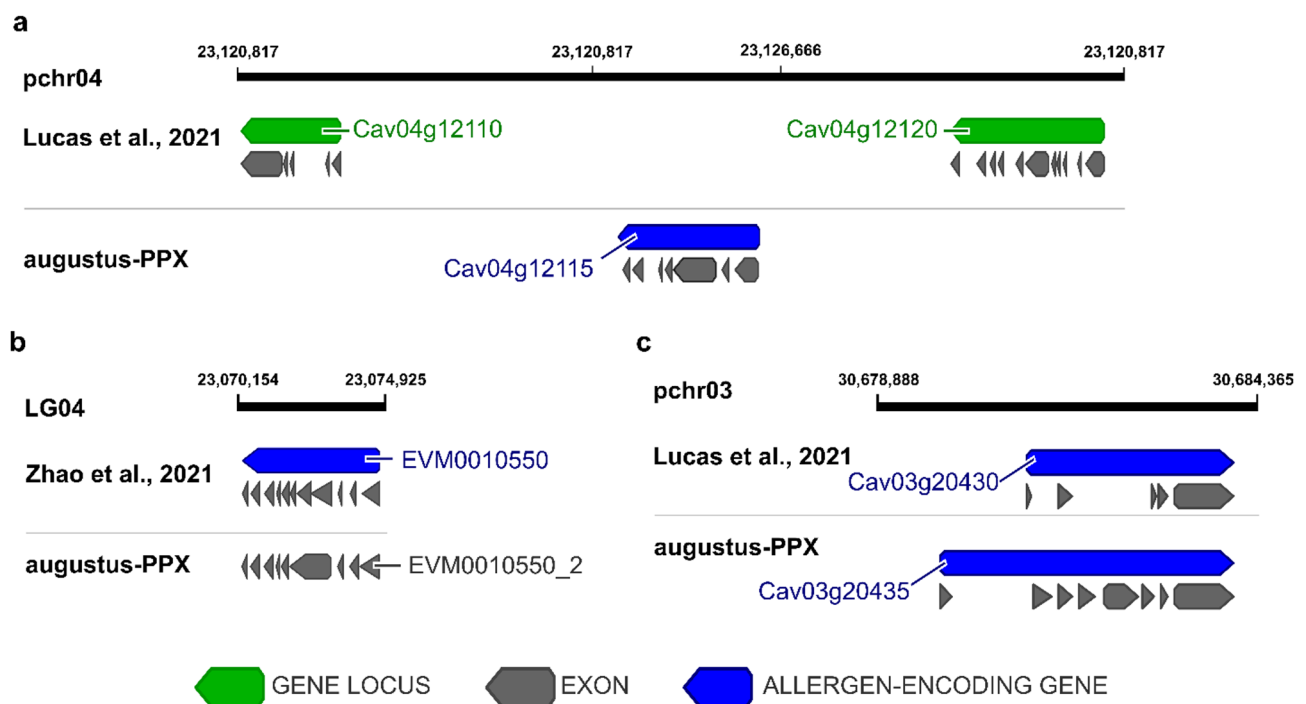 a
23,120,817 23,120,817 23,126,666 23,120,817
pchr04
Lucas et al., 2021 Cav04g12110 Cav04g12120
augustus-PPX Cav04g12115
b
23,070,154 23,074,925
LG04
Zhao et al., 2021 EVM0010550
augustus-PPX EVM0010550_2
c
30,678,888 30,684,365
pchr03
Lucas et al., 2021
Cav03g20430
augustus-PPX
Cav03g20435
GENE LOCUS EXON ALLERGEN-ENCODING GENE